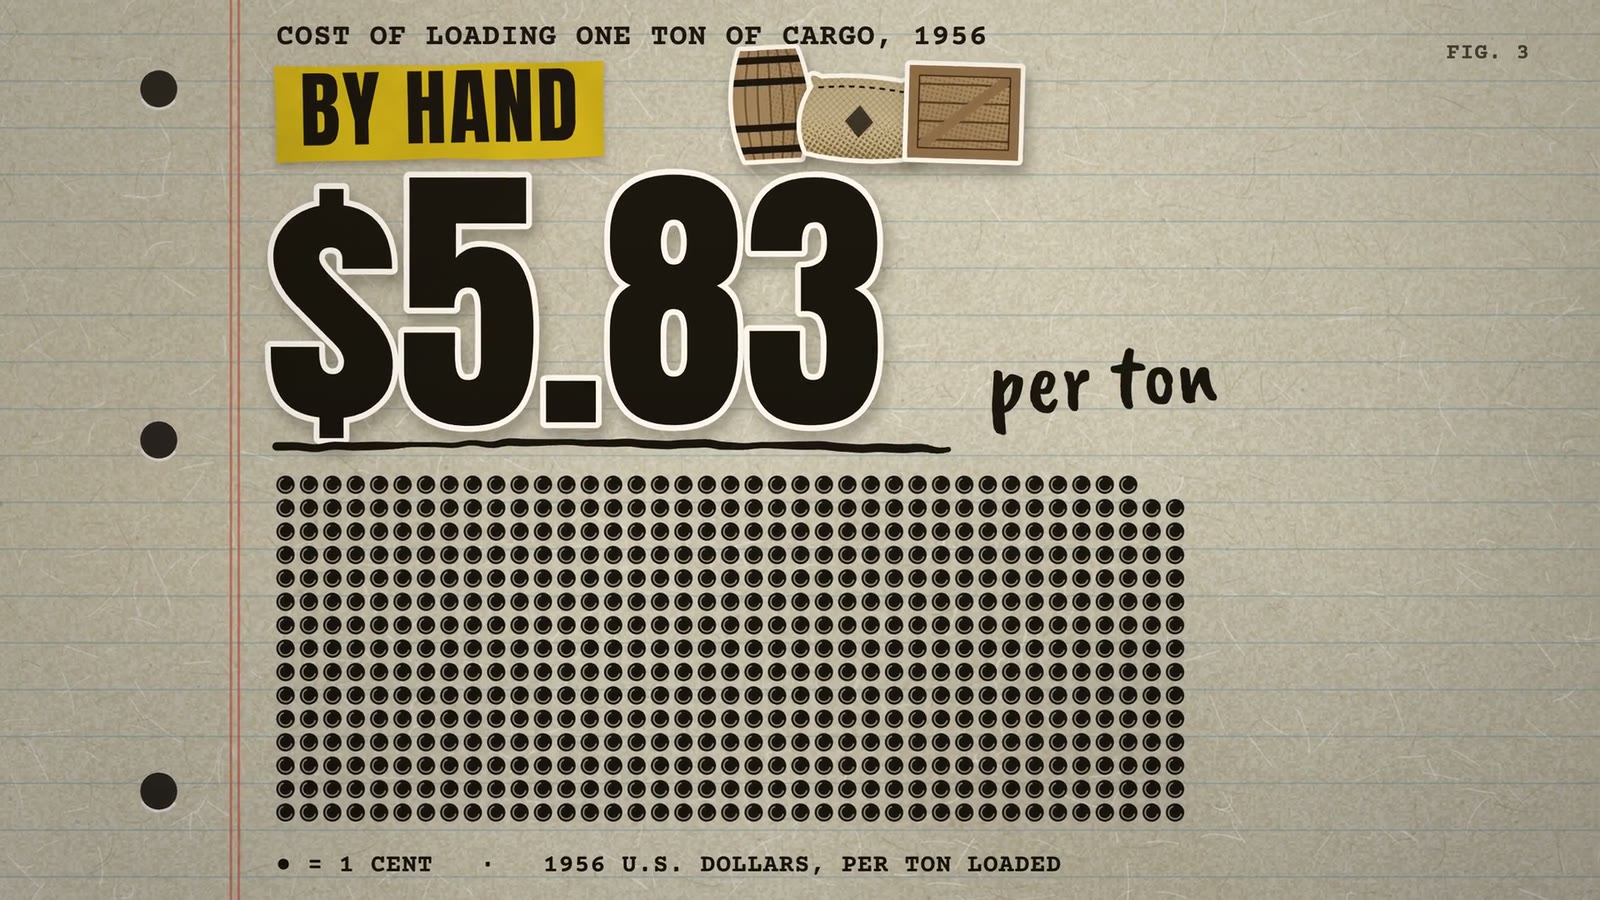 COST OF LOADING ONE TON OF CARGO, 1956
FIG. 3
BY HAND
$5.83
per ton
● = 1 CENT · 1956 U.S. DOLLARS, PER TON LOADED